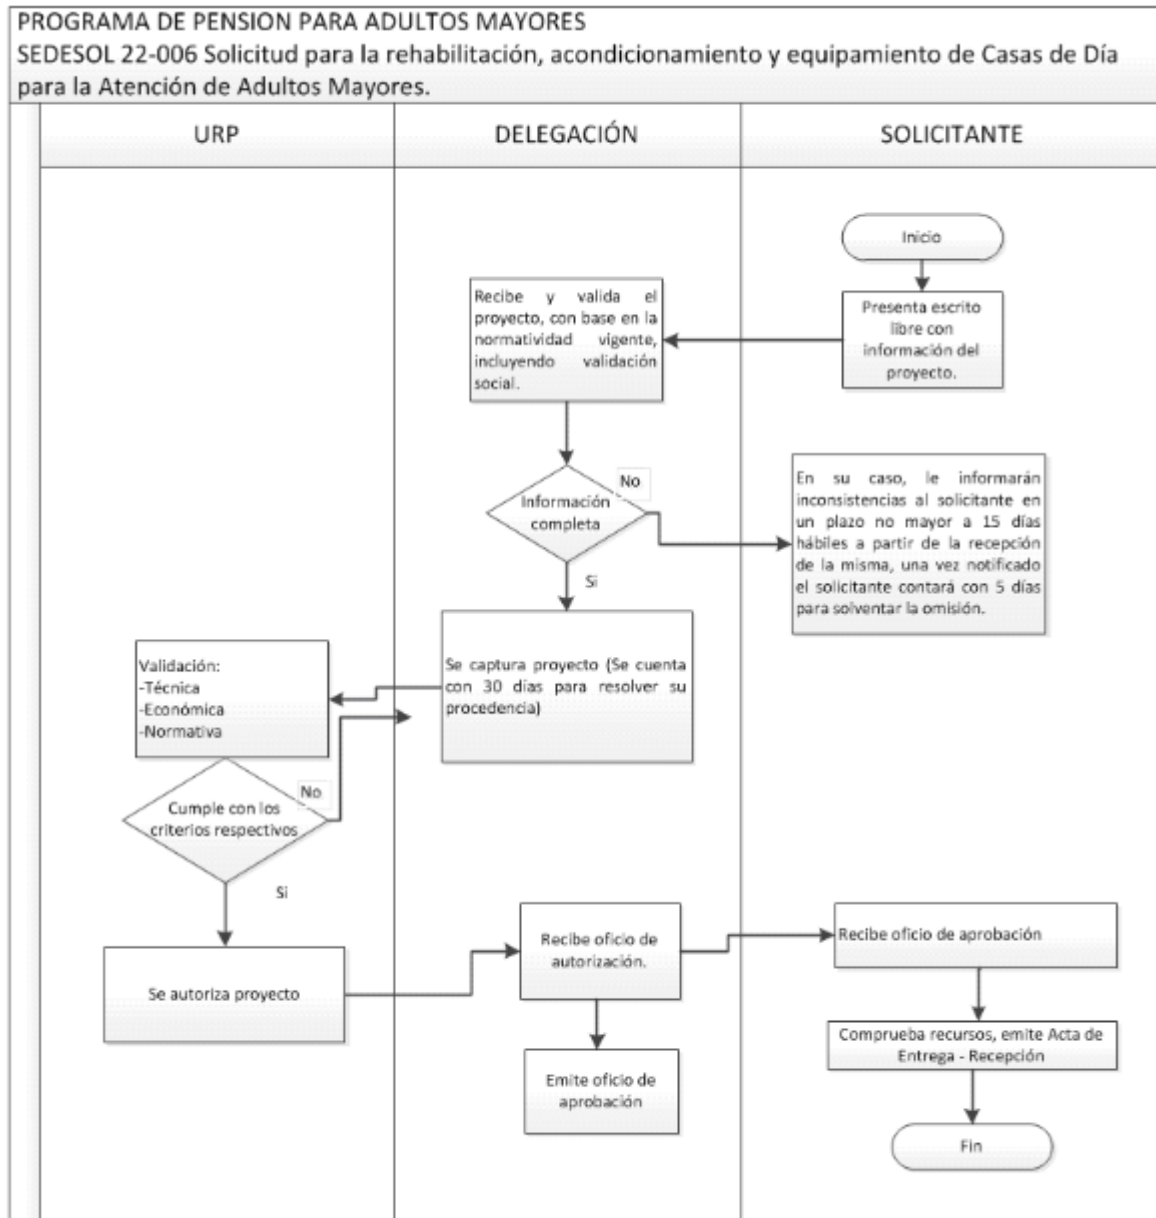 PROGRAMA DE PENSION PARA ADULTOS MAYORES
SEDESOL 22-006 Solicitud para la rehabilitación, acondicionamiento y equipamiento de Casas de Día
para la Atención de Adultos Mayores.
URP
DELEGACIÓN
SOLICITANTE
Inicio
Presenta escrito
libre con
información del
proyecto.
Recibe y valida el
proyecto, con base en la
normatividad vigente,
incluyendo validación
social.
Información
completa
No
Si
En su caso, le informarán
inconsistencias al solicitante en
un plazo no mayor a 15 días
hábiles a partir de la recepción
de la misma, una vez notificado
el solicitante contará con 5 días
para solventar la omisión.
Se captura proyecto (Se cuenta
con 30 días para resolver su
procedencia)
Validación:
-Técnica
-Económica
-Normativa
Cumple con los
criterios respectivos
No
Si
Se autoriza proyecto
Recibe oficio de
autorización.
Emite oficio de
aprobación
Recibe oficio de aprobación
Comprueba recursos, emite Acta de
Entrega - Recepción
Fin